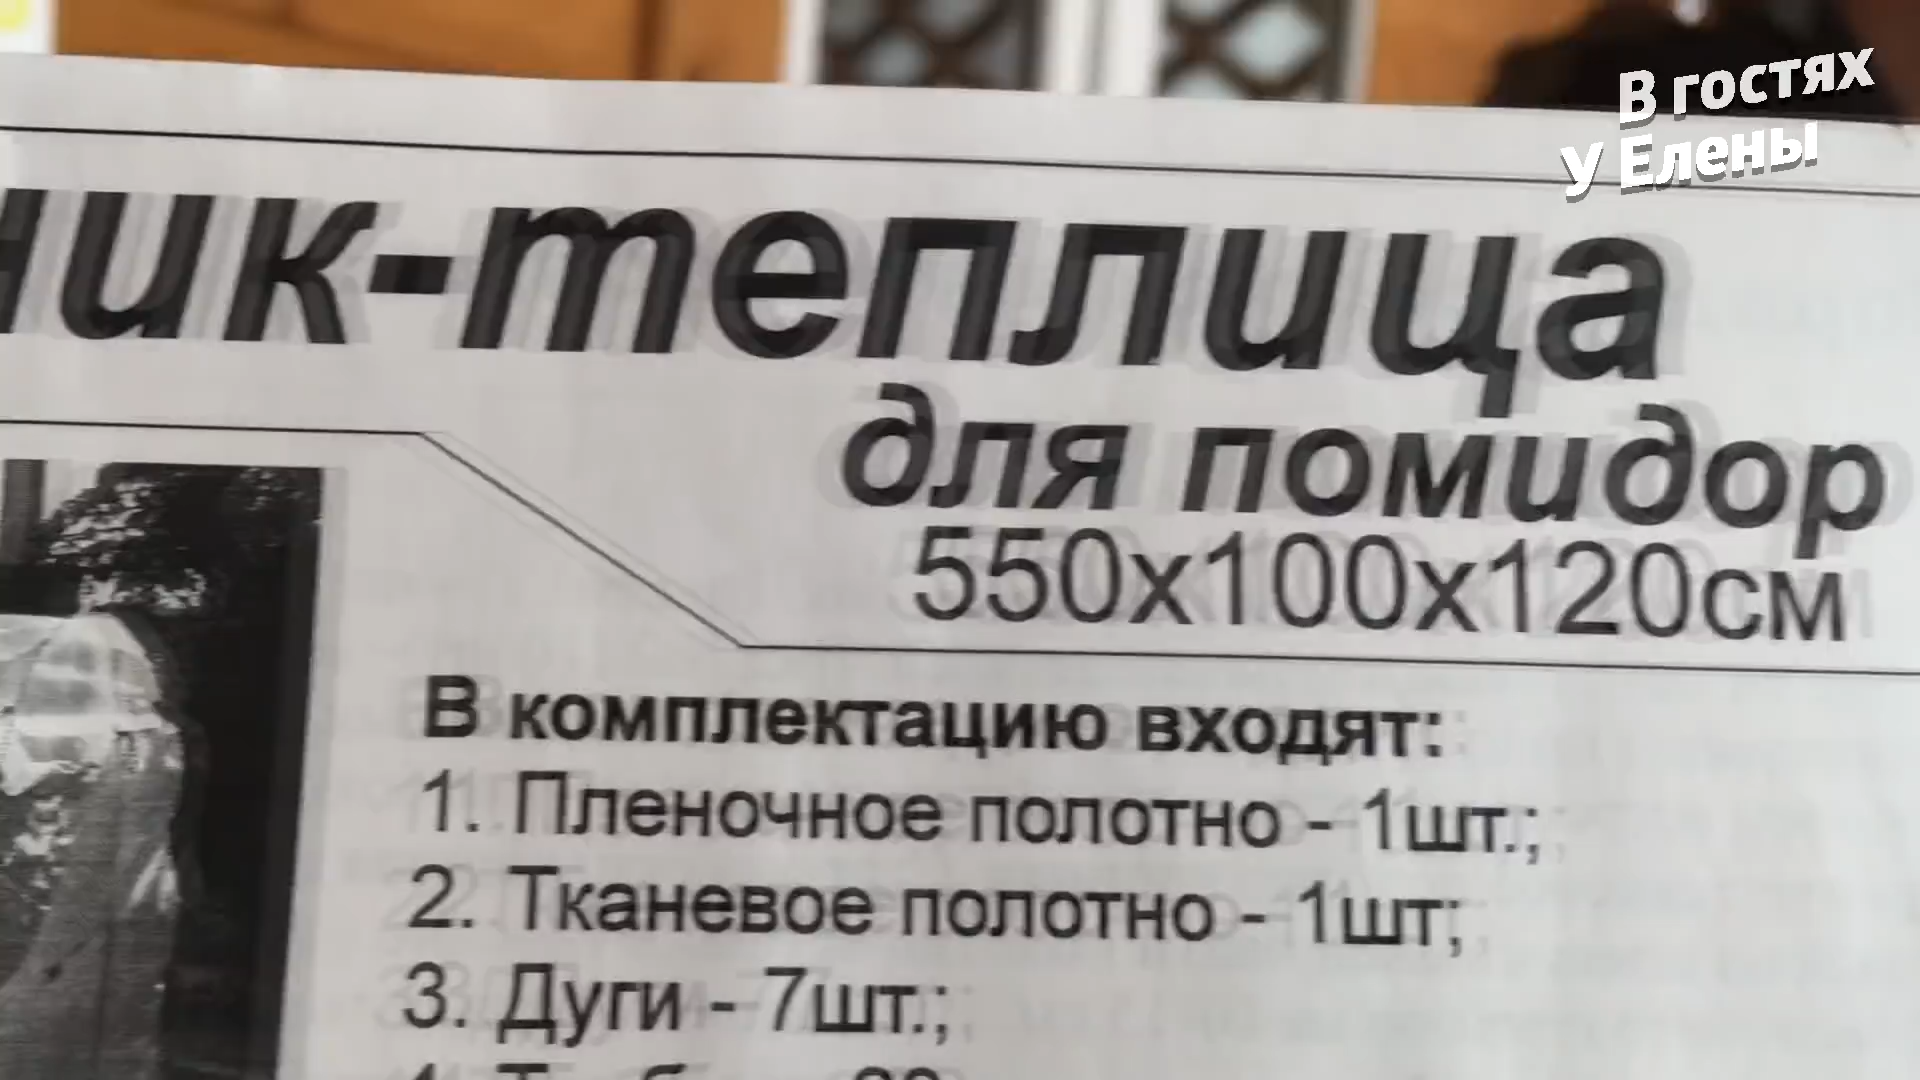 В гостях
у Елены
ник-теплица
для помидор
550х100х120см
В комплектацию входят:
1. Пленочное полотно - 1шт.;
2. Тканевое полотно - 1шт;
3. Дуги - 7шт.;